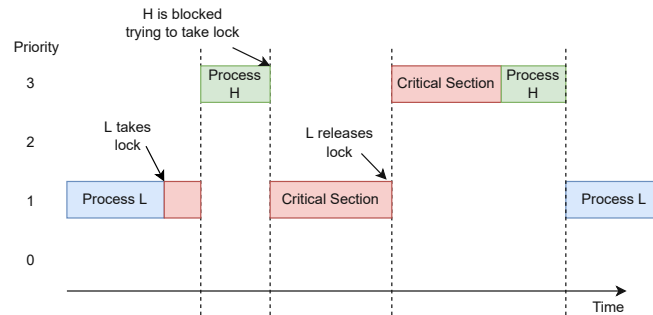 H is blocked
trying to take lock
Priority
3
Process
H
Critical Section
Process
H
2
L takes
lock
L releases
lock
1
Process L
Critical Section
Process L
0
Time